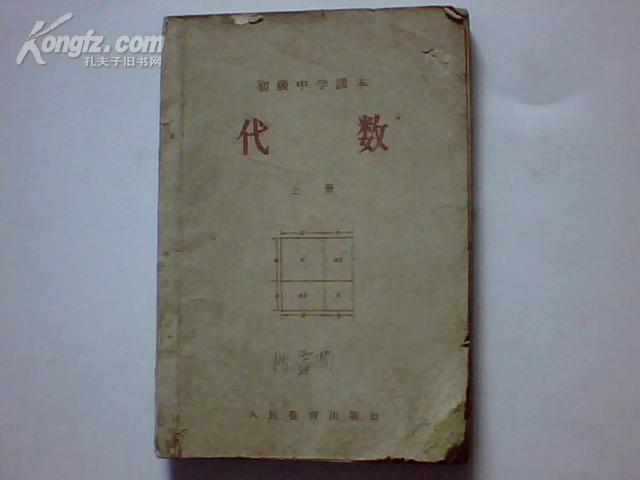 Kongfz.com
孔夫子旧书网
初級中学課本
代数
上册
人民教育出版社